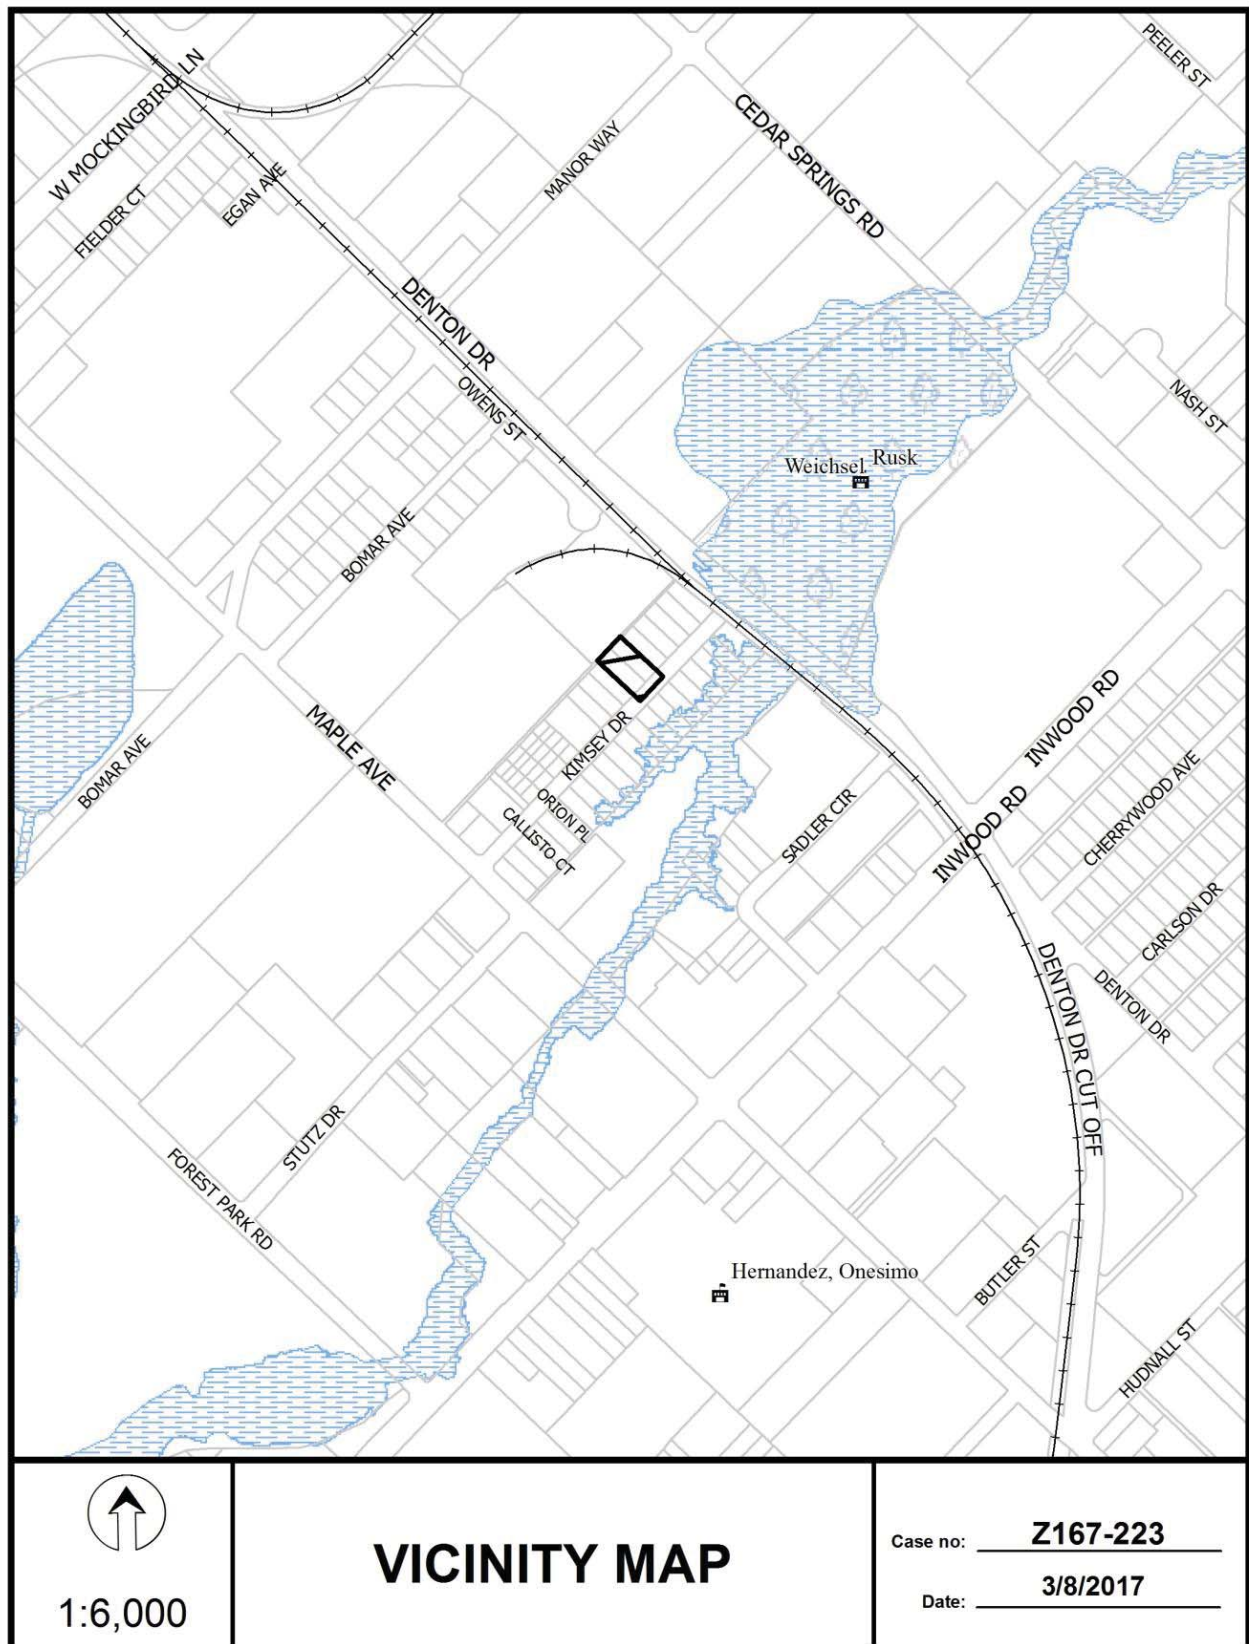 PEELER ST
W MOCKINGBIRD LN
CEDAR SPRINGS RD
MANOR WAY
EGAN AVE
FIELDER CT
DENTON DR
OWENS ST
NASH ST
Weichsel
Rusk
BOMAR AVE
INWOOD RD
MAPLE AVE
KIMSEY DR
BOMAR AVE
ORION PL
CALLISTO CT
SADLER CIR
INWOOD RD
CHERRYWOOD AVE
CARLSON DR
DENTON DR
DENTON DR CUT OFF
STUTZ DR
FOREST PARK RD
BUTLER ST
Hernandez, Onesimo
HUDNALL ST
1:6,000
VICINITY MAP
Case no: Z167-223
Date: 3/8/2017